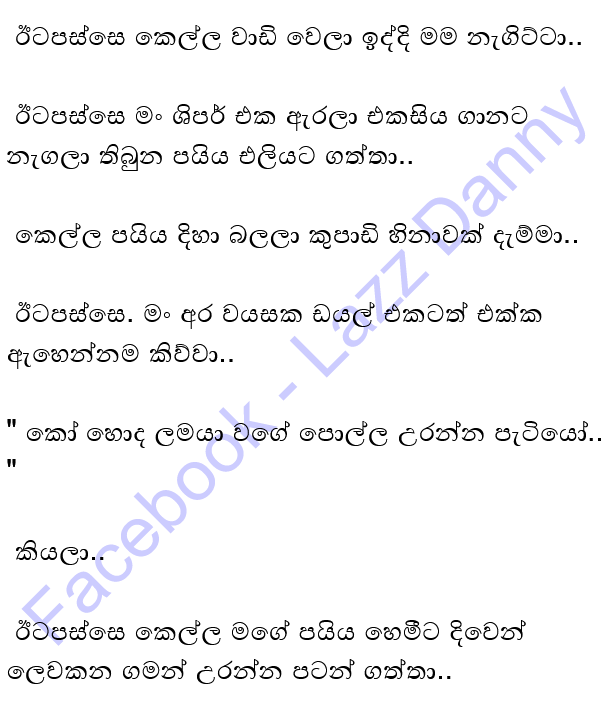 ඊටපස්සෙ කෙල්ල වාඩි වෙලා ඉද්දි මම නැගිට්ටා..
ඊටපස්සෙ මං ශිපර් එක ඇරලා එකසිය ගානට
නැගලා තිබුන පයිය එලියට ගත්තා..
කෙල්ල පයිය දිහා බලලා කුපාඩි හිනාවක් දැම්මා..
ඊටපස්සෙ. මං අර වයසක ඩයල් එකටත් එක්ක
ඇහෙන්නම කිව්වා..
" කෝ හොද ලමයා වගේ පොල්ල උරන්න පැටියෝ..
"
කියලා..
ඊටපස්සෙ කෙල්ල මගේ පයිය හෙමීට දිවෙන්
ලෙවකන ගමන් උරන්න පටන් ගත්තා..
Facebook - Lazz Danny